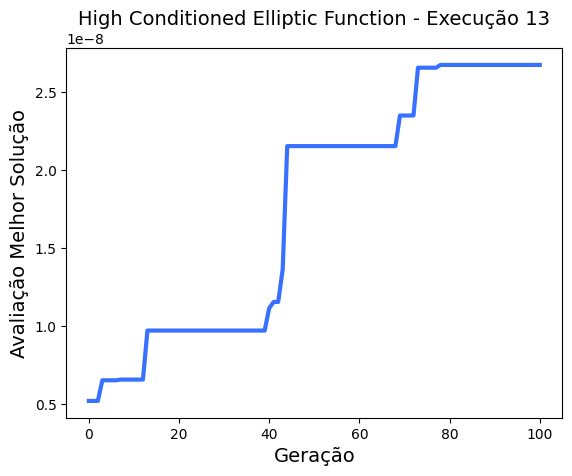 High Conditioned Elliptic Function - Execução 13
1e−8
2.5
2.0
1.5
1.0
0.5
Avaliação Melhor Solução
0 20 40 60 80 100
Geração